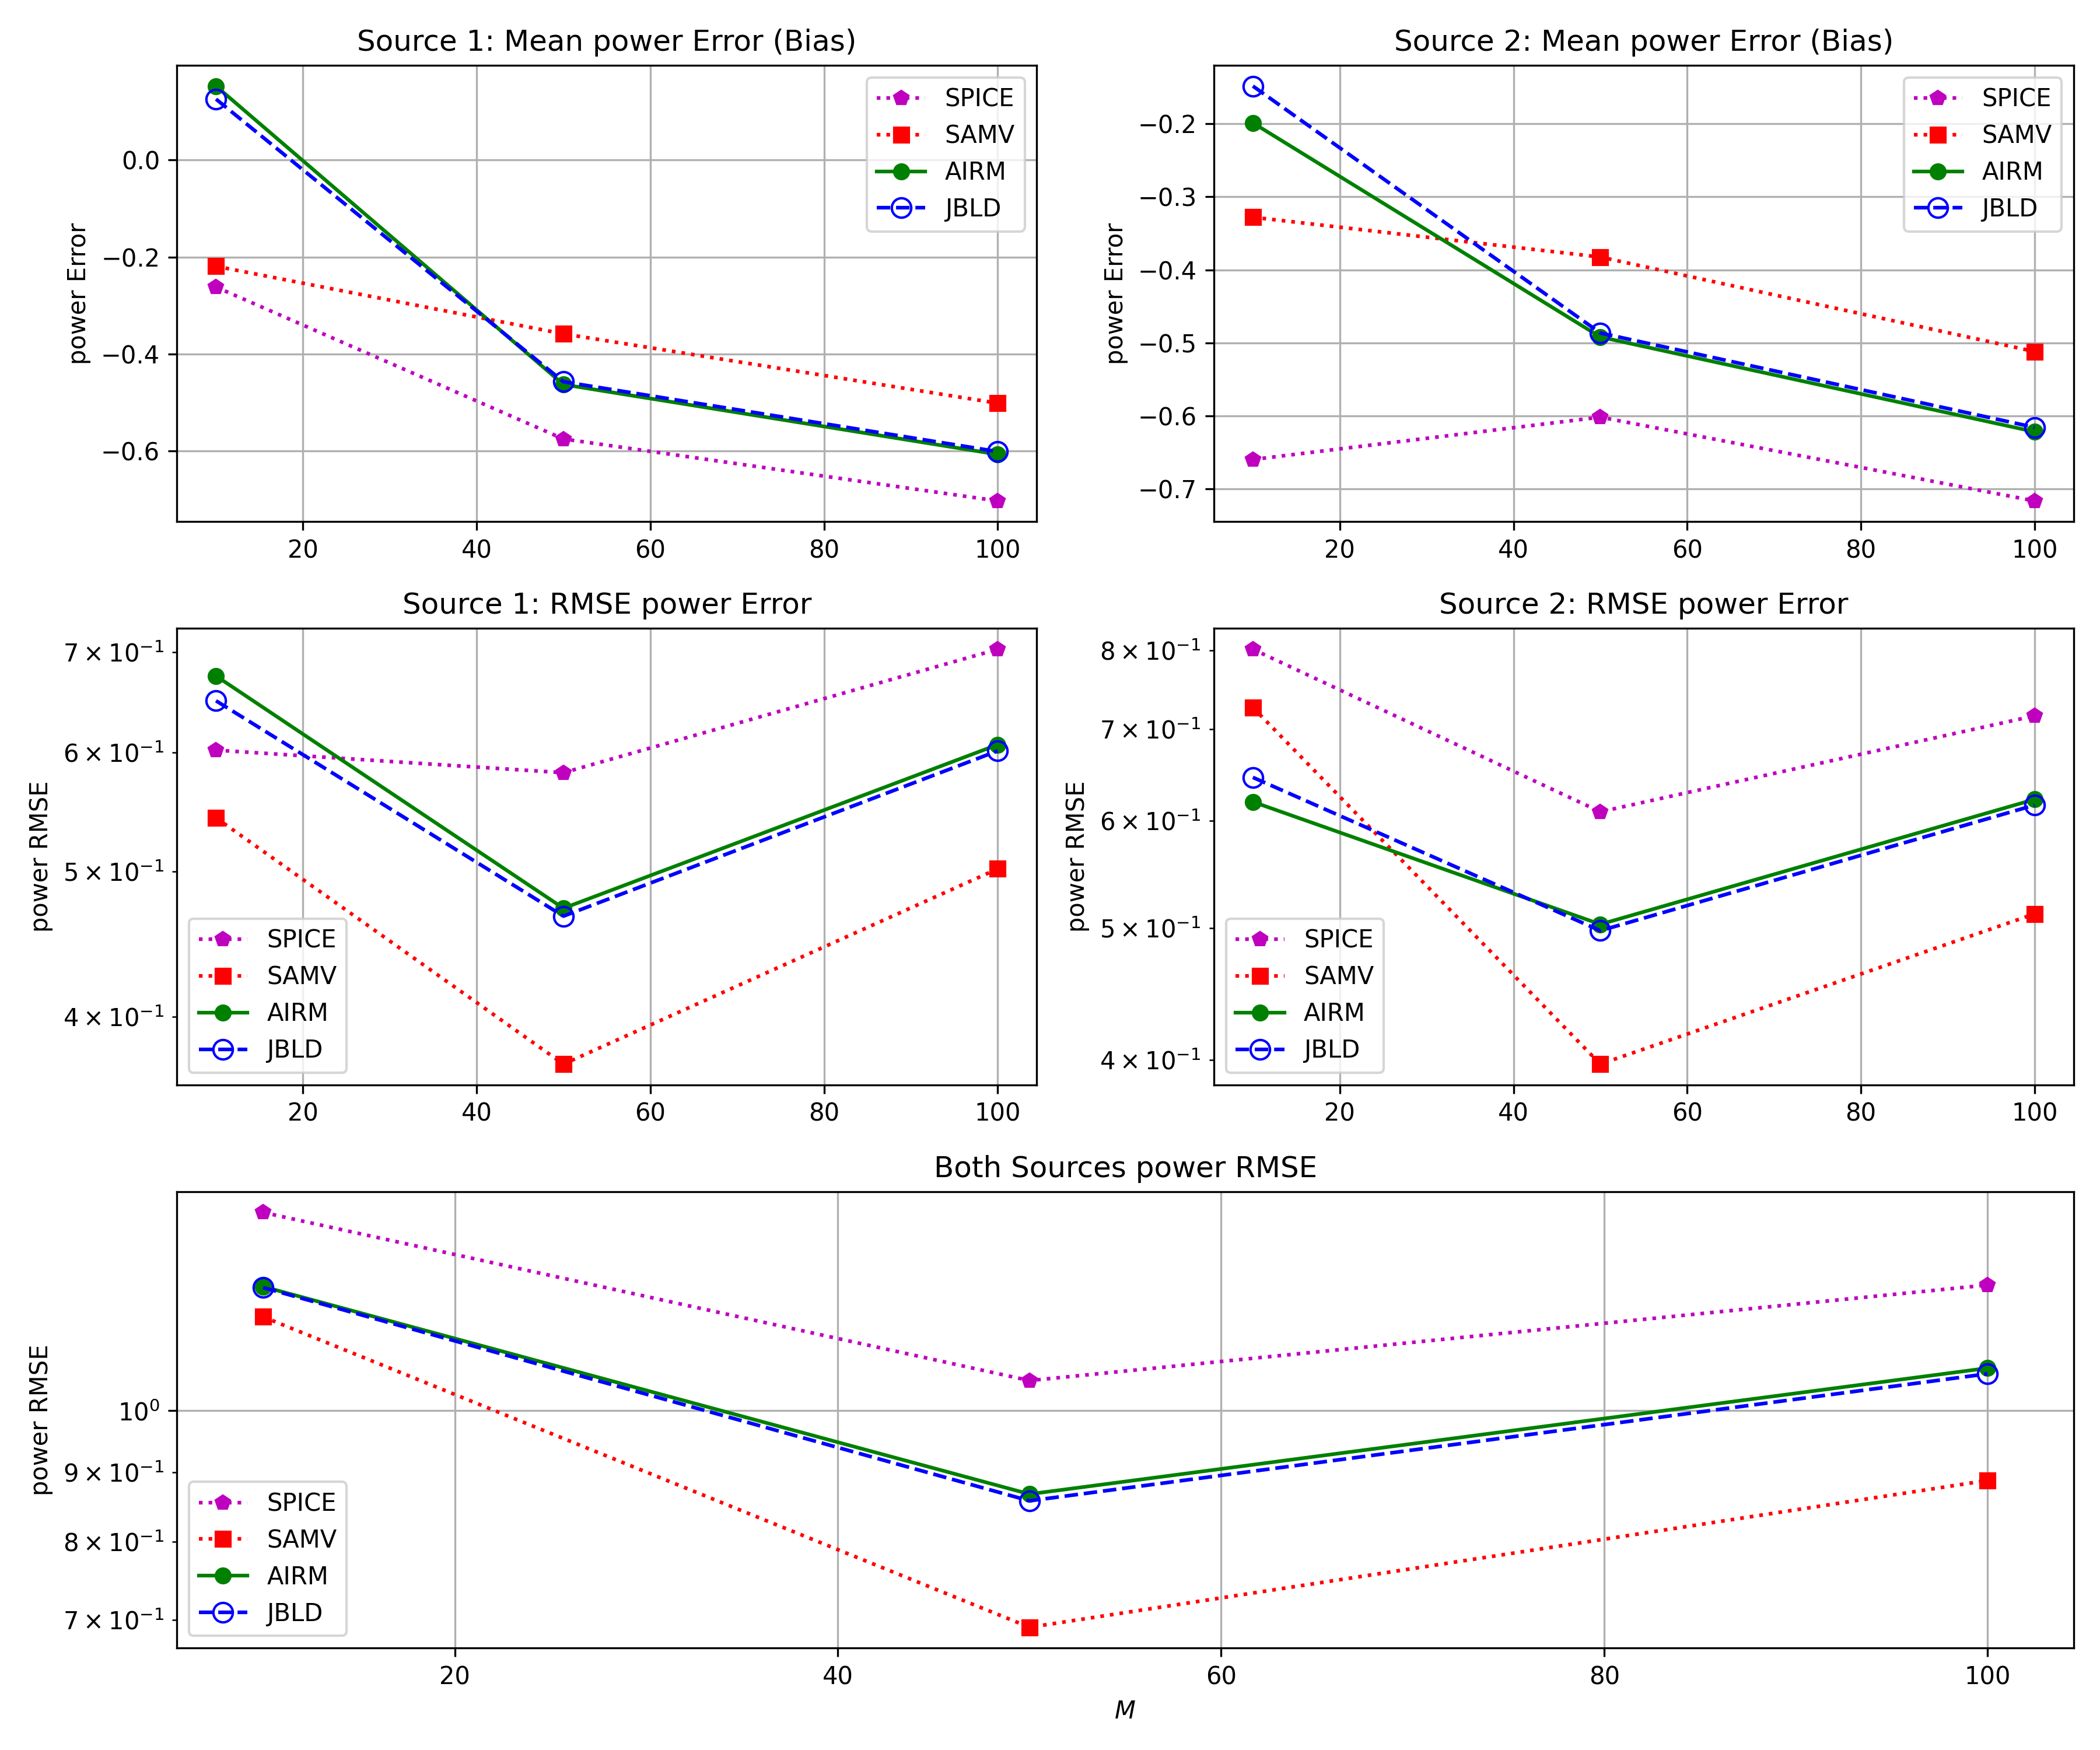 Source 1: Mean power Error (Bias)
power Error
0.0
−0.2
−0.4
−0.6
20 40 60 80 100
SPICE
SAMV
AIRM
JBLD
Source 2: Mean power Error (Bias)
power Error
−0.2
−0.3
−0.4
−0.5
−0.6
−0.7
20 40 60 80 100
SPICE
SAMV
AIRM
JBLD
Source 1: RMSE power Error
power RMSE
7 × 10⁻¹
6 × 10⁻¹
5 × 10⁻¹
4 × 10⁻¹
20 40 60 80 100
SPICE
SAMV
AIRM
JBLD
Source 2: RMSE power Error
power RMSE
8 × 10⁻¹
7 × 10⁻¹
6 × 10⁻¹
5 × 10⁻¹
4 × 10⁻¹
20 40 60 80 100
SPICE
SAMV
AIRM
JBLD
Both Sources power RMSE
power RMSE
10⁰
9 × 10⁻¹
8 × 10⁻¹
7 × 10⁻¹
20 40 60 80 100
SPICE
SAMV
AIRM
JBLD
M